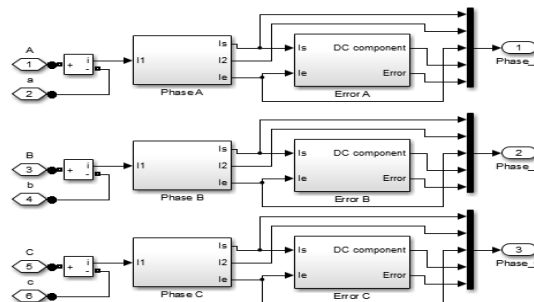 A
1
+ i -
a
2
I1 Is I2 Ie
Phase A
Is Ie DC component Error
Error A
1
Phase_
B
3
+ i -
b
4
I1 Is I2 Ie
Phase B
Is Ie DC component Error
Error B
2
Phase_
C
5
+ i -
c
6
I1 Is I2 Ie
Phase C
Is Ie DC component Error
Error C
3
Phase_